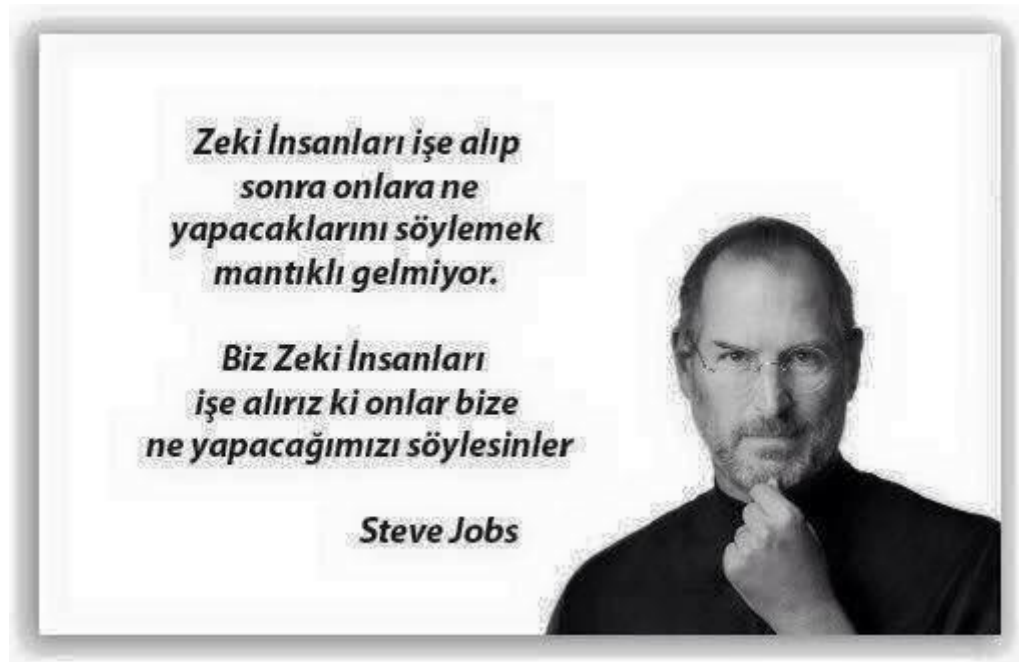 Zeki İnsanları işe alıp
sonra onlara ne
yapacaklarını söylemek
mantıklı gelmiyor.
Biz Zeki İnsanları
işe alırız ki onlar bize
ne yapacağımızı söylesinler
Steve Jobs